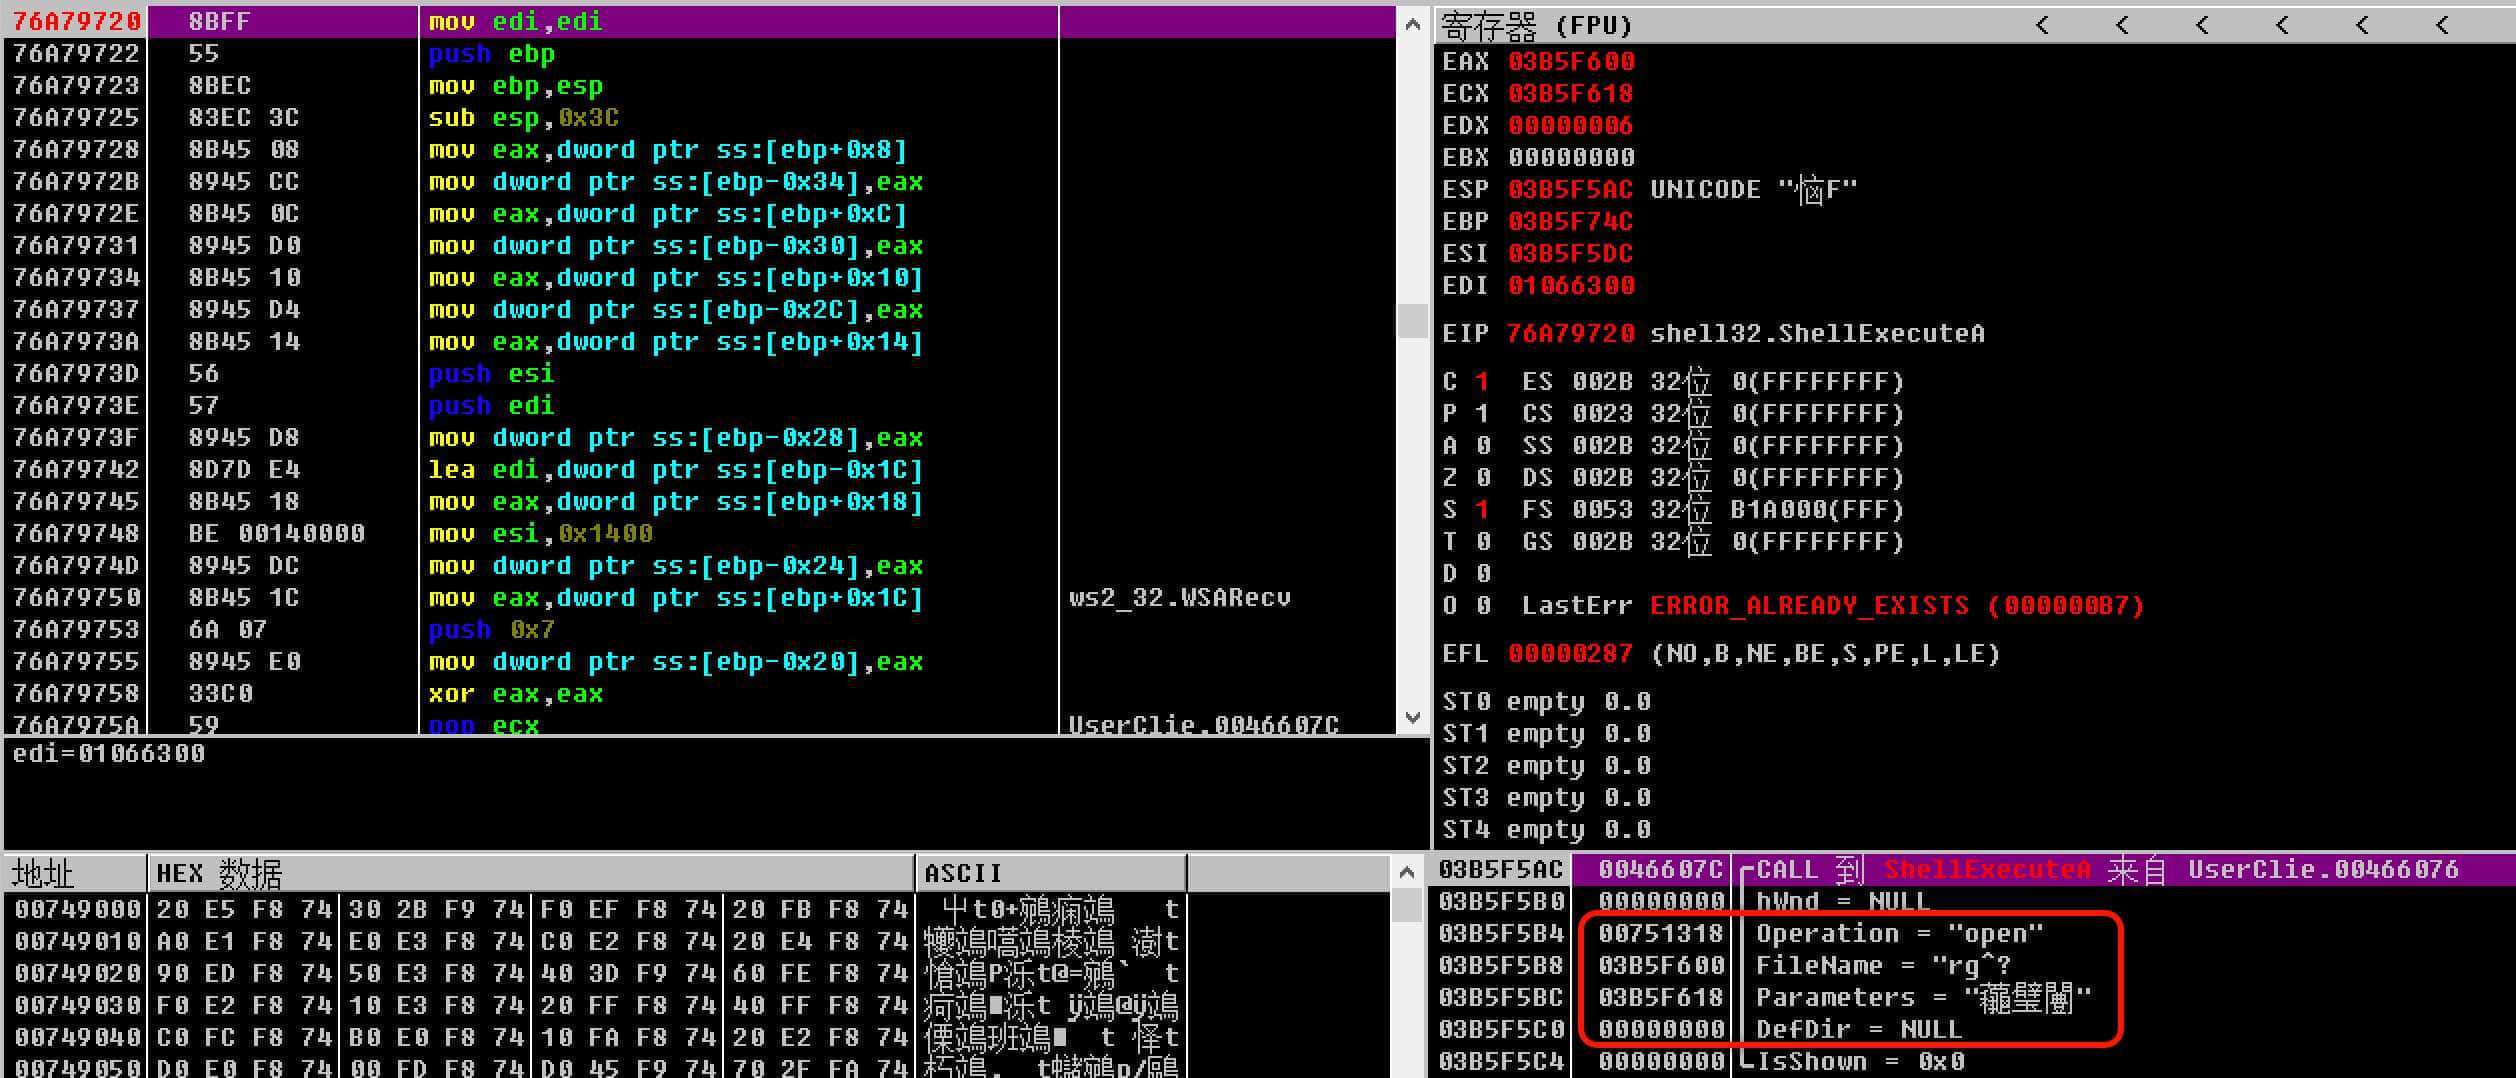 76A79720 8BFF mov edi,edi
76A79722 55 push ebp
76A79723 8BEC mov ebp,esp
76A79725 83EC 3C sub esp,0x3C
76A79728 8B45 08 mov eax,dword ptr ss:[ebp+0x8]
76A7972B 8945 CC mov dword ptr ss:[ebp-0x34],eax
76A7972E 8B45 0C mov eax,dword ptr ss:[ebp+0xC]
76A79731 8945 D0 mov dword ptr ss:[ebp-0x30],eax
76A79734 8B45 10 mov eax,dword ptr ss:[ebp+0x10]
76A79737 8945 D4 mov dword ptr ss:[ebp-0x2C],eax
76A7973A 8B45 14 mov eax,dword ptr ss:[ebp+0x14]
76A7973D 56 push esi
76A7973E 57 push edi
76A7973F 8945 D8 mov dword ptr ss:[ebp-0x28],eax
76A79742 8D7D E4 lea edi,dword ptr ss:[ebp-0x1C]
76A79745 8B45 18 mov eax,dword ptr ss:[ebp+0x18]
76A79748 BE 00140000 mov esi,0x1400
76A7974D 8945 DC mov dword ptr ss:[ebp-0x24],eax
76A79750 8B45 1C mov eax,dword ptr ss:[ebp+0x1C] ws2_32.WSARecv
76A79753 6A 07 push 0x7
76A79755 8945 E0 mov dword ptr ss:[ebp-0x20],eax
76A79758 33C0 xor eax,eax
76A7975A 59 pop ecx UserClie.0046607C
edi=01066300
寄存器 (FPU) < < < < < <
EAX 03B5F600
ECX 03B5F618
EDX 00000006
EBX 00000000
ESP 03B5F5AC UNICODE "恼F"
EBP 03B5F74C
ESI 03B5F5DC
EDI 01066300
EIP 76A79720 shell32.ShellExecuteA
C 1 ES 002B 32位 0(FFFFFFFF)
P 1 CS 0023 32位 0(FFFFFFFF)
A 0 SS 002B 32位 0(FFFFFFFF)
Z 0 DS 002B 32位 0(FFFFFFFF)
S 1 FS 0053 32位 B1A000(FFF)
T 0 GS 002B 32位 0(FFFFFFFF)
D 0
O 0 LastErr ERROR_ALREADY_EXISTS (000000B7)
EFL 00000287 (NO,B,NE,BE,S,PE,L,LE)
ST0 empty 0.0
ST1 empty 0.0
ST2 empty 0.0
ST3 empty 0.0
ST4 empty 0.0
地址 HEX 数据 ASCII
00749000 20 E5 F8 74 30 2B F9 74 F0 EF F8 74 20 FB F8 74
00749010 A0 E1 F8 74 E0 E3 F8 74 C0 E2 F8 74 20 E4 F8 74
00749020 90 ED F8 74 50 E3 F8 74 40 3D F9 74 60 FE F8 74
00749030 F0 E2 F8 74 10 E3 F8 74 20 FF F8 74 40 FF F8 74
00749040 C0 FC F8 74 B0 E0 F8 74 10 FA F8 74 20 E2 F8 74
00749050 D0 E0 F8 74 00 FD F8 74 D0 45 F9 74 70 2F FA 74
03B5F5AC 0046607C CALL 到 ShellExecuteA 来自 UserClie.00466076
03B5F5B0 00000000 hWnd = NULL
03B5F5B4 00751318 Operation = "open"
03B5F5B8 03B5F600 FileName = "rg^?
03B5F5BC 03B5F618 Parameters = "
03B5F5C0 00000000 DefDir = NULL
03B5F5C4 00000000 IsShown = 0x0